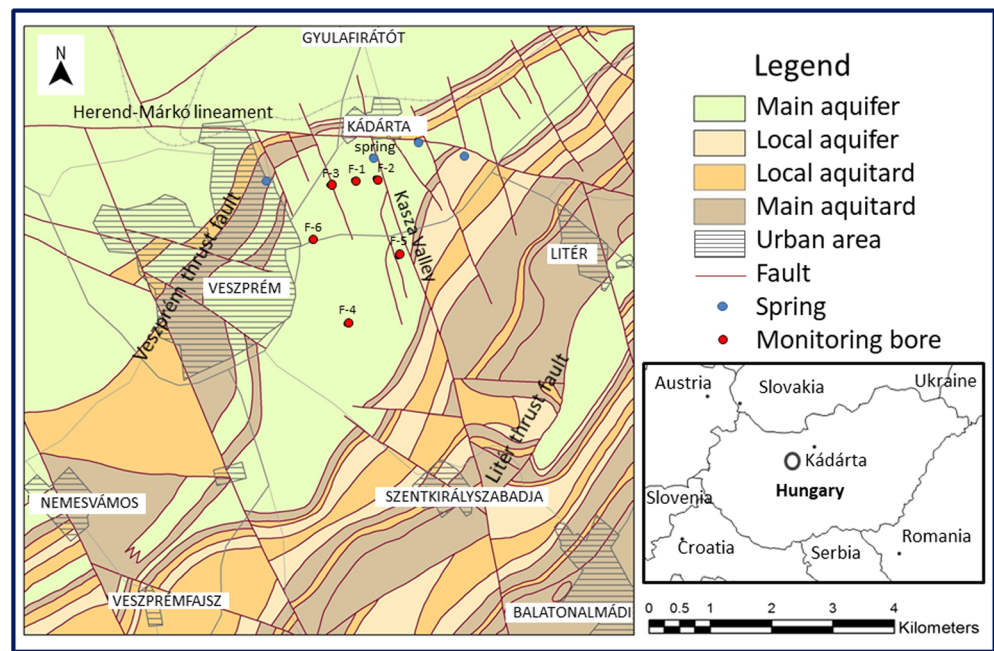 GYULAFIRÁTÓT
N
Herend-Márkó lineament
KÁDÁRTA
spring
F-3
F-1
F-2
Kasza Valley
F-6
F-5
LITÉR
Veszprém thrust fault
VESZPRÉM
F-4
Litér thrust fault
NEMESVÁMOS
SZENTKIRÁLYSZABADJA
VESZPRÉMFAJSZ
BALATONALMÁDI
Legend
Main aquifer
Local aquifer
Local aquitard
Main aquitard
Urban area
Fault
Spring
Monitoring bore
Austria
Slovakia
Ukraine
Kádárta
Hungary
Slovenia
Croatia
Serbia
Romania
0 0.5 1 2 3 4
Kilometers